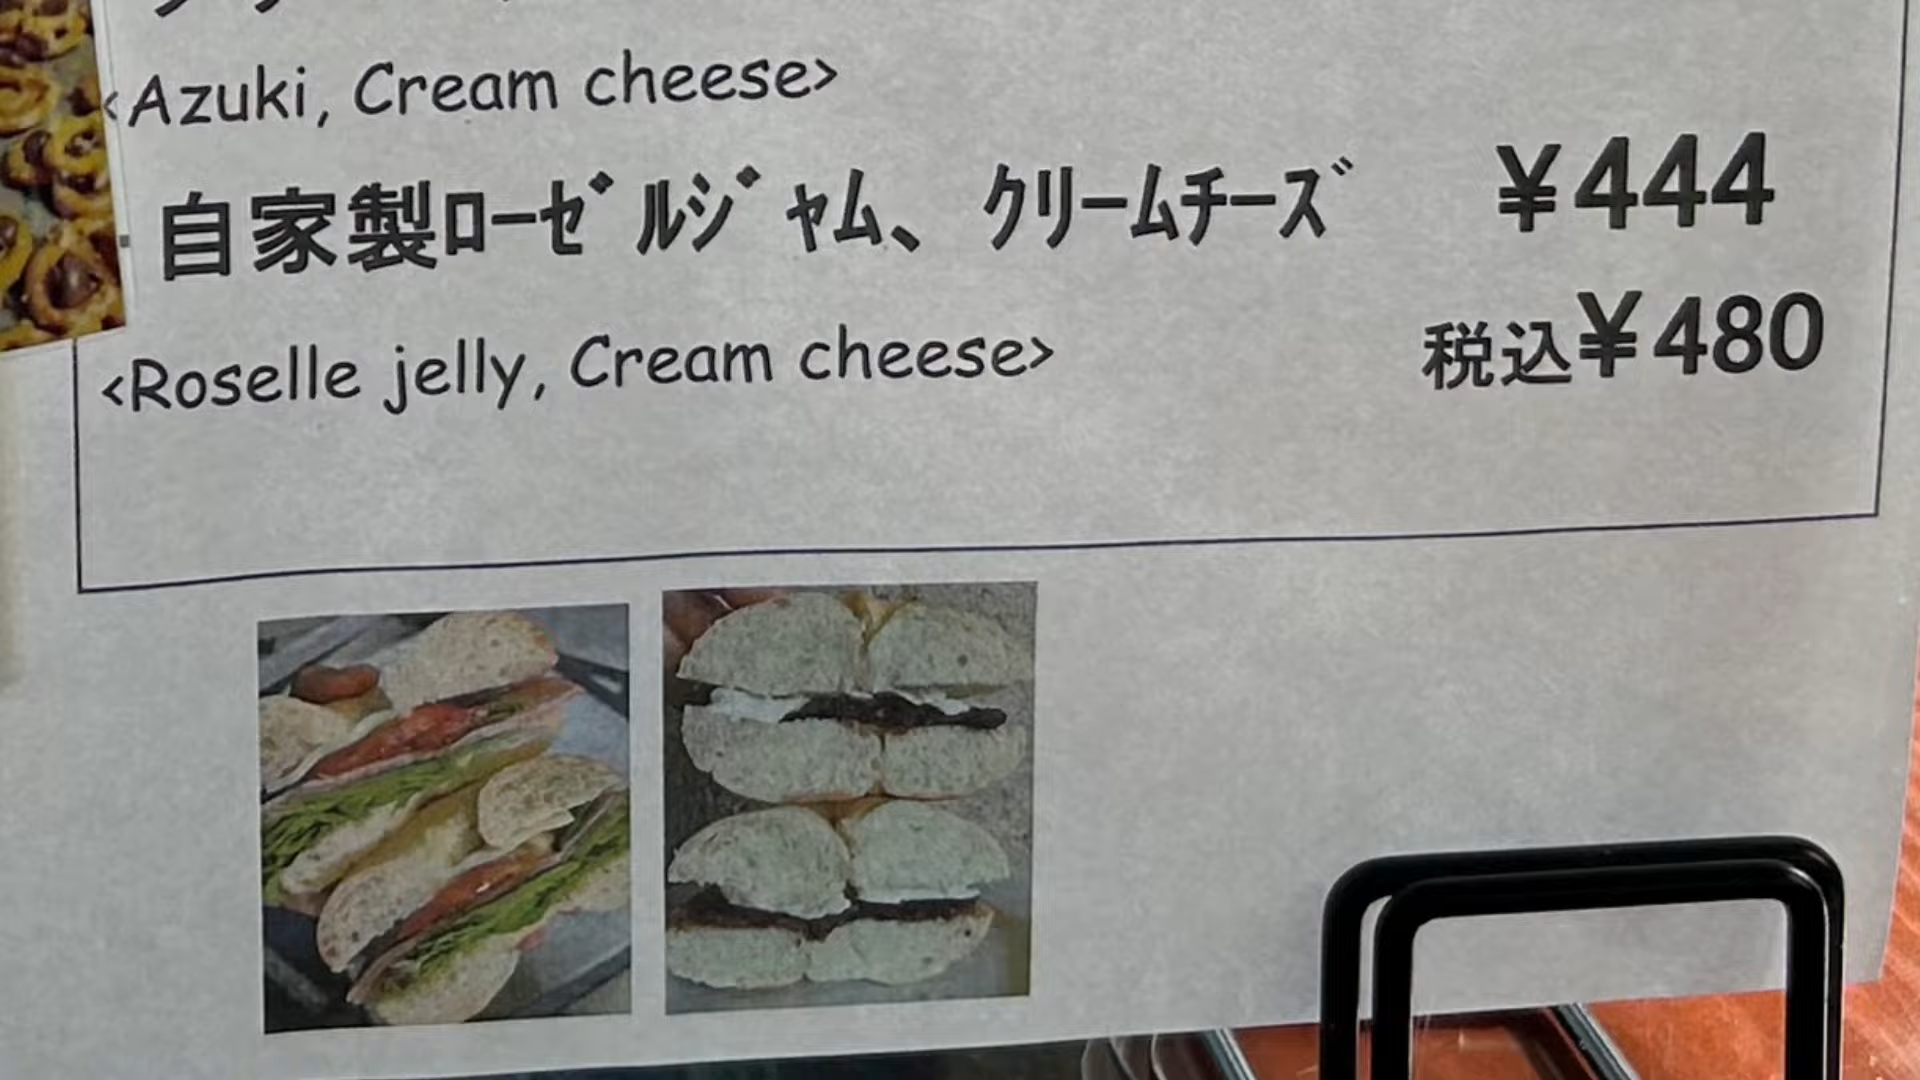 <Azuki, Cream cheese>
自家製ﾛｰｾﾞﾙｼﾞｬﾑ、ｸﾘｰﾑﾁｰｽﾞ ¥444
<Roselle jelly, Cream cheese> 税込¥480